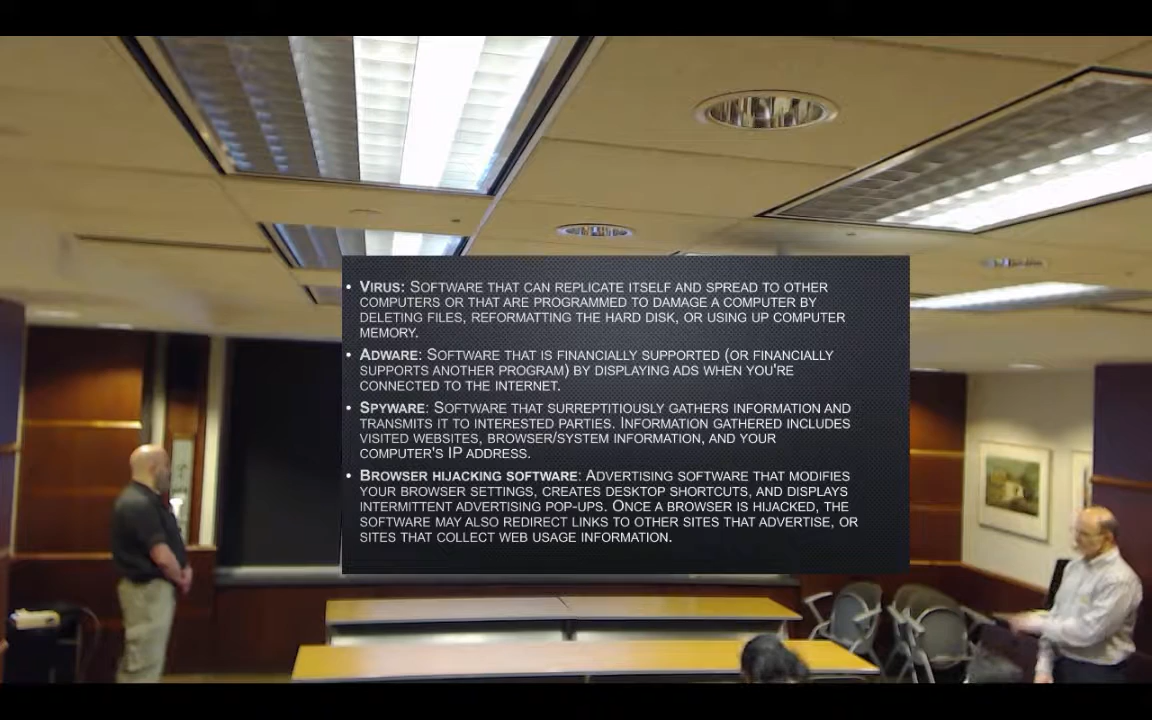 • VIRUS: SOFTWARE THAT CAN REPLICATE ITSELF AND SPREAD TO OTHER
COMPUTERS OR THAT ARE PROGRAMMED TO DAMAGE A COMPUTER BY
DELETING FILES, REFORMATTING THE HARD DISK, OR USING UP COMPUTER
MEMORY.
• ADWARE: SOFTWARE THAT IS FINANCIALLY SUPPORTED (OR FINANCIALLY
SUPPORTS ANOTHER PROGRAM) BY DISPLAYING ADS WHEN YOU'RE
CONNECTED TO THE INTERNET.
• SPYWARE: SOFTWARE THAT SURREPTITIOUSLY GATHERS INFORMATION AND
TRANSMITS IT TO INTERESTED PARTIES. INFORMATION GATHERED INCLUDES
VISITED WEBSITES, BROWSER/SYSTEM INFORMATION, AND YOUR
COMPUTER'S IP ADDRESS.
• BROWSER HIJACKING SOFTWARE: ADVERTISING SOFTWARE THAT MODIFIES
YOUR BROWSER SETTINGS, CREATES DESKTOP SHORTCUTS, AND DISPLAYS
INTERMITTENT ADVERTISING POP-UPS. ONCE A BROWSER IS HIJACKED, THE
SOFTWARE MAY ALSO REDIRECT LINKS TO OTHER SITES THAT ADVERTISE, OR
SITES THAT COLLECT WEB USAGE INFORMATION.